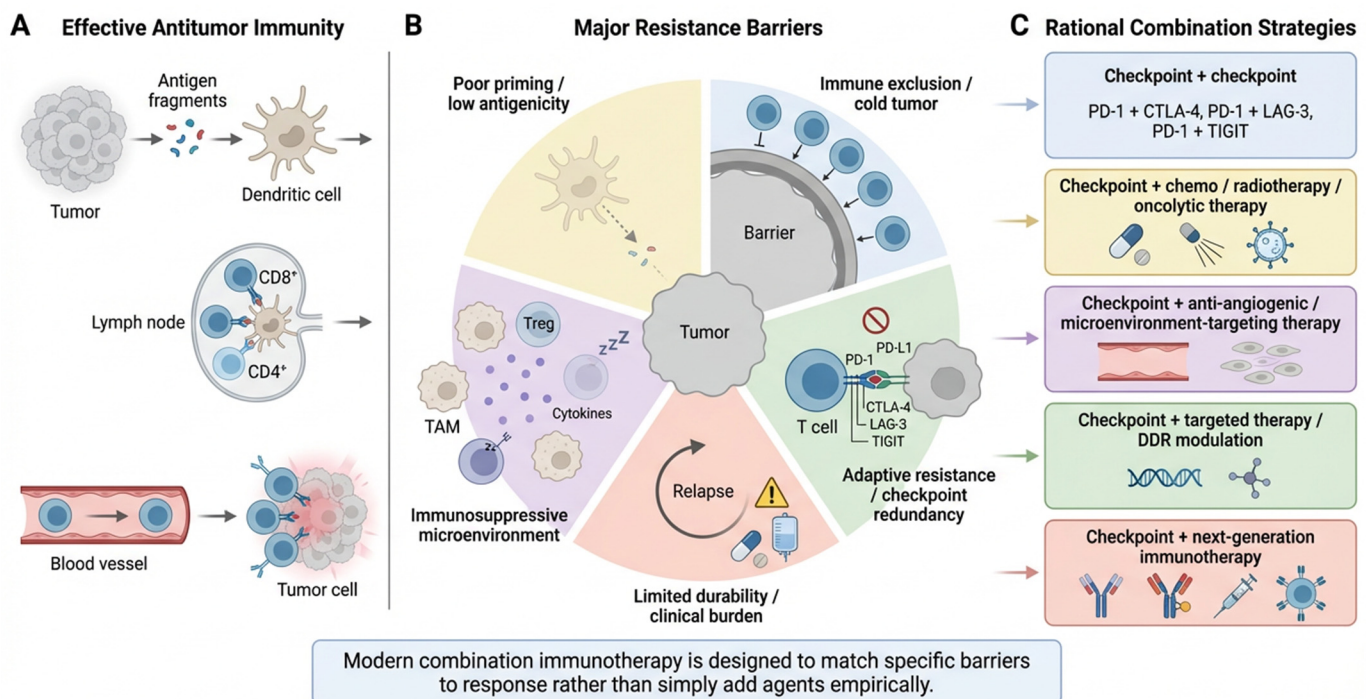 A Effective Antitumor Immunity
Antigen
fragments
Tumor
Dendritic cell
Lymph node
CD8⁺
CD4⁺
Blood vessel
Tumor cell
B Major Resistance Barriers
Poor priming /
low antigenicity
Immune exclusion /
cold tumor
Barrier
Tumor
Treg
zzZ
TAM
Cytokines
zz
Immunosuppressive
microenvironment
PD-1
PD-L1
T cell
CTLA-4
LAG-3
TIGIT
Adaptive resistance
/ checkpoint
redundancy
Relapse
!
Limited durability /
clinical burden
C Rational Combination Strategies
Checkpoint + checkpoint
PD-1 + CTLA-4, PD-1 + LAG-3,
PD-1 + TIGIT
Checkpoint + chemo / radiotherapy /
oncolytic therapy
Checkpoint + anti-angiogenic /
microenvironment-targeting therapy
Checkpoint + targeted therapy /
DDR modulation
Checkpoint + next-generation
immunotherapy
Modern combination immunotherapy is designed to match specific barriers
to response rather than simply add agents empirically.